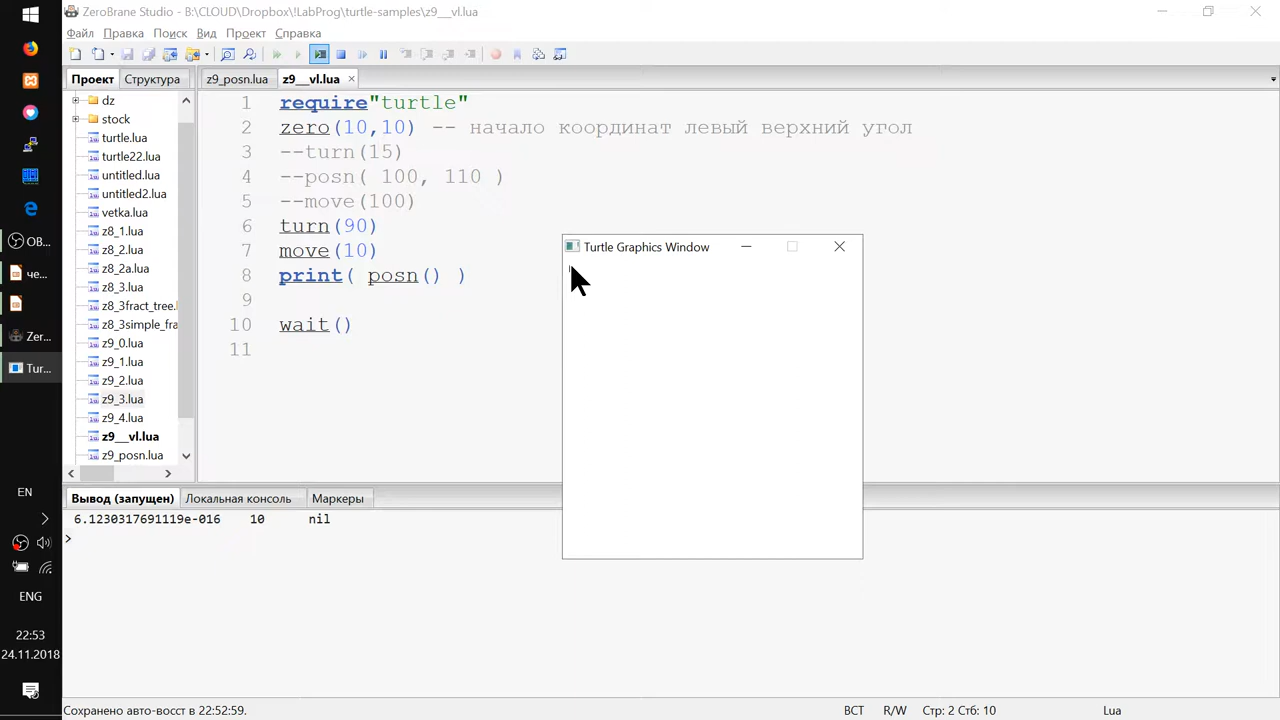 ZeroBrane Studio - B:\CLOUD\Dropbox\!LabProg\turtle-samples\z9__vl.lua
Файл Правка Поиск Вид Проект Справка
Проект Структура
z9_posn.lua z9__vl.lua
dz
stock
turtle.lua
turtle22.lua
untitled.lua
untitled2.lua
vetka.lua
z8_1.lua
z8_2.lua
z8_2a.lua
z8_3.lua
z8_3fract_tree.l
z8_3simple_fra
z9_0.lua
z9_1.lua
z9_2.lua
z9_3.lua
z9_4.lua
z9__vl.lua
z9_posn.lua
1 require"turtle"
2 zero(10,10) -- начало координат левый верхний угол
3 --turn(15)
4 --posn( 100, 110 )
5 --move(100)
6 turn(90)
7 move(10)
8 print( posn() )
9
10 wait()
11
Turtle Graphics Window
Вывод (запущен) Локальная консоль Маркеры
6.1230317691119e-016 10 nil
>
OB...
че...
Zer...
Tur...
EN
ENG
22:53
24.11.2018
Сохранено авто-восст в 22:52:59.
ВСТ R/W Стр: 2 Стб: 10 Lua